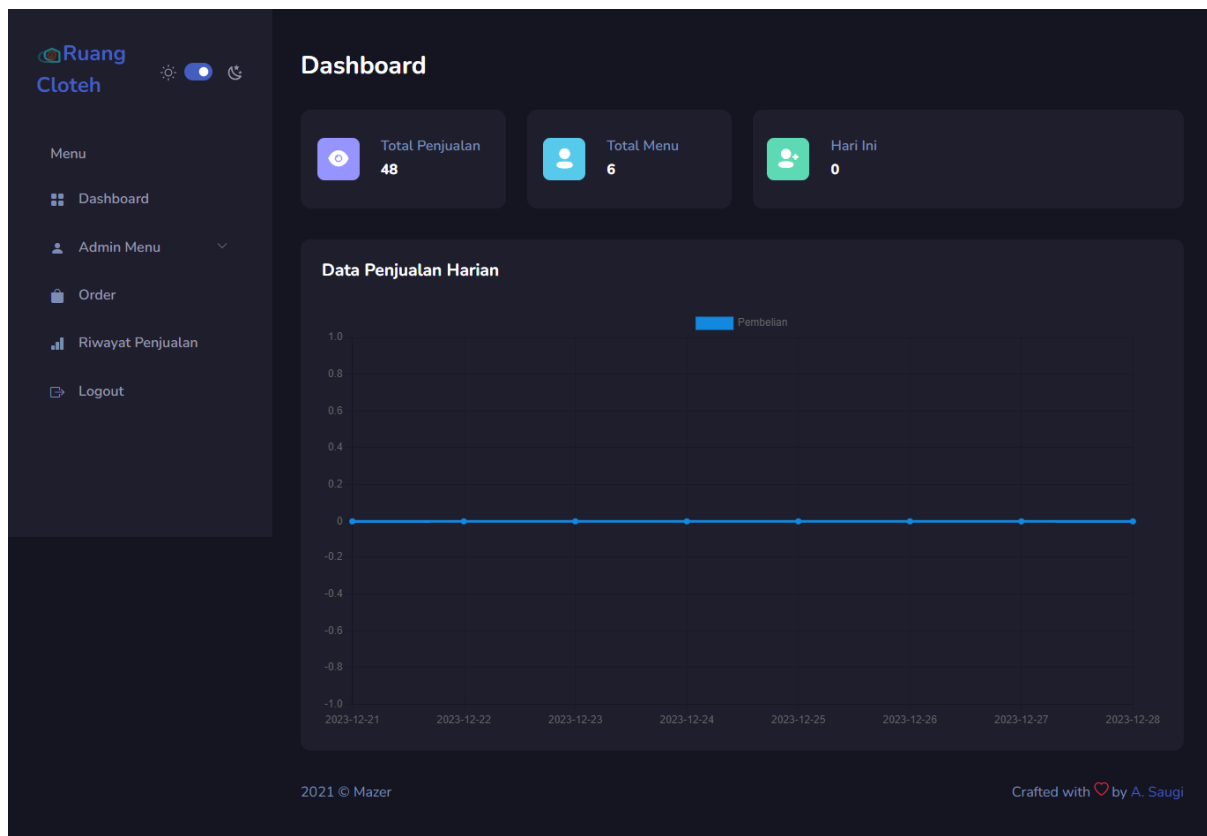 Ruang
Cloteh
Menu
Dashboard
Admin Menu
Order
Riwayat Penjualan
Logout
Dashboard
Total Penjualan
48
Total Menu
6
Hari Ini
0
Data Penjualan Harian
Pembelian
1.0
0.8
0.6
0.4
0.2
0
-0.2
-0.4
-0.6
-0.8
-1.0
2023-12-21 2023-12-22 2023-12-23 2023-12-24 2023-12-25 2023-12-26 2023-12-27 2023-12-28
2021 © Mazer
Crafted with by A. Saugi